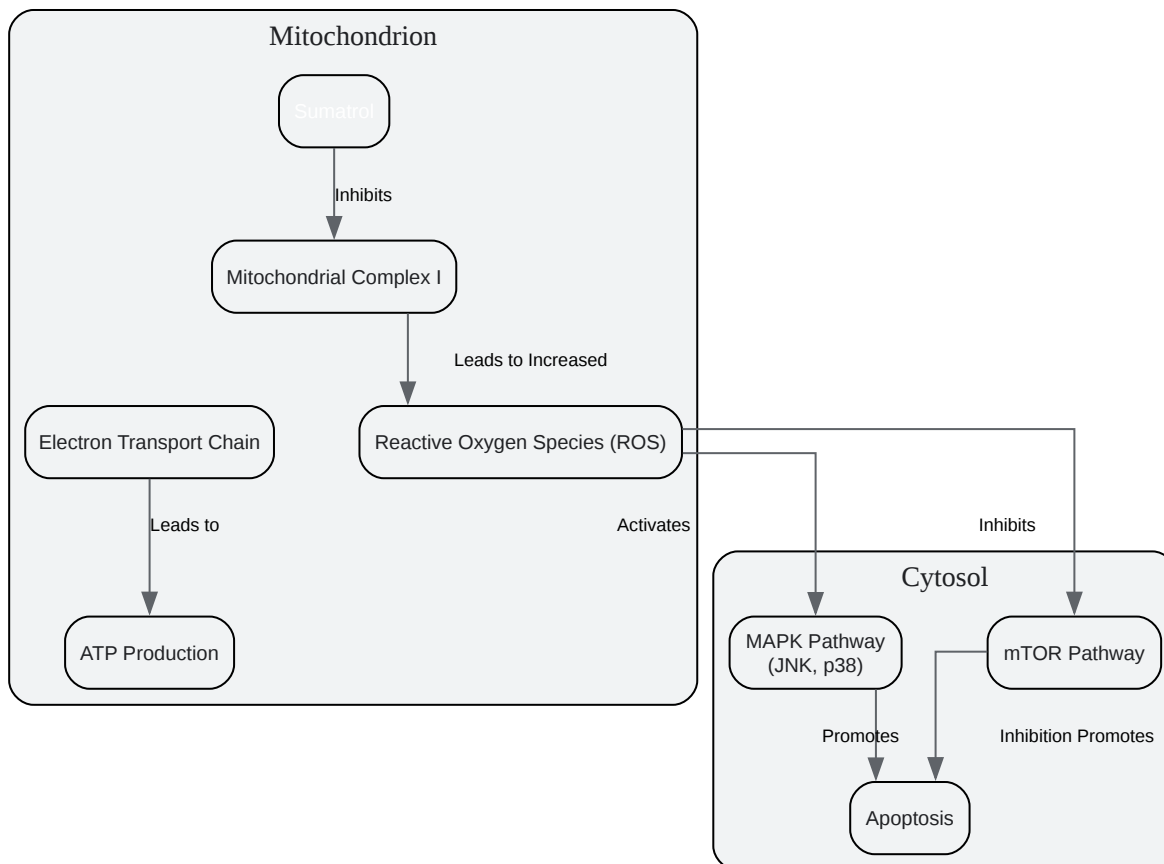 Mitochondrion
Sumatrol
Inhibits
Mitochondrial Complex I
Leads to Increased
Electron Transport Chain
Reactive Oxygen Species (ROS)
Leads to
Activates
Inhibits
Cytosol
ATP Production
MAPK Pathway
(JNK, p38)
mTOR Pathway
Promotes
Inhibition Promotes
Apoptosis